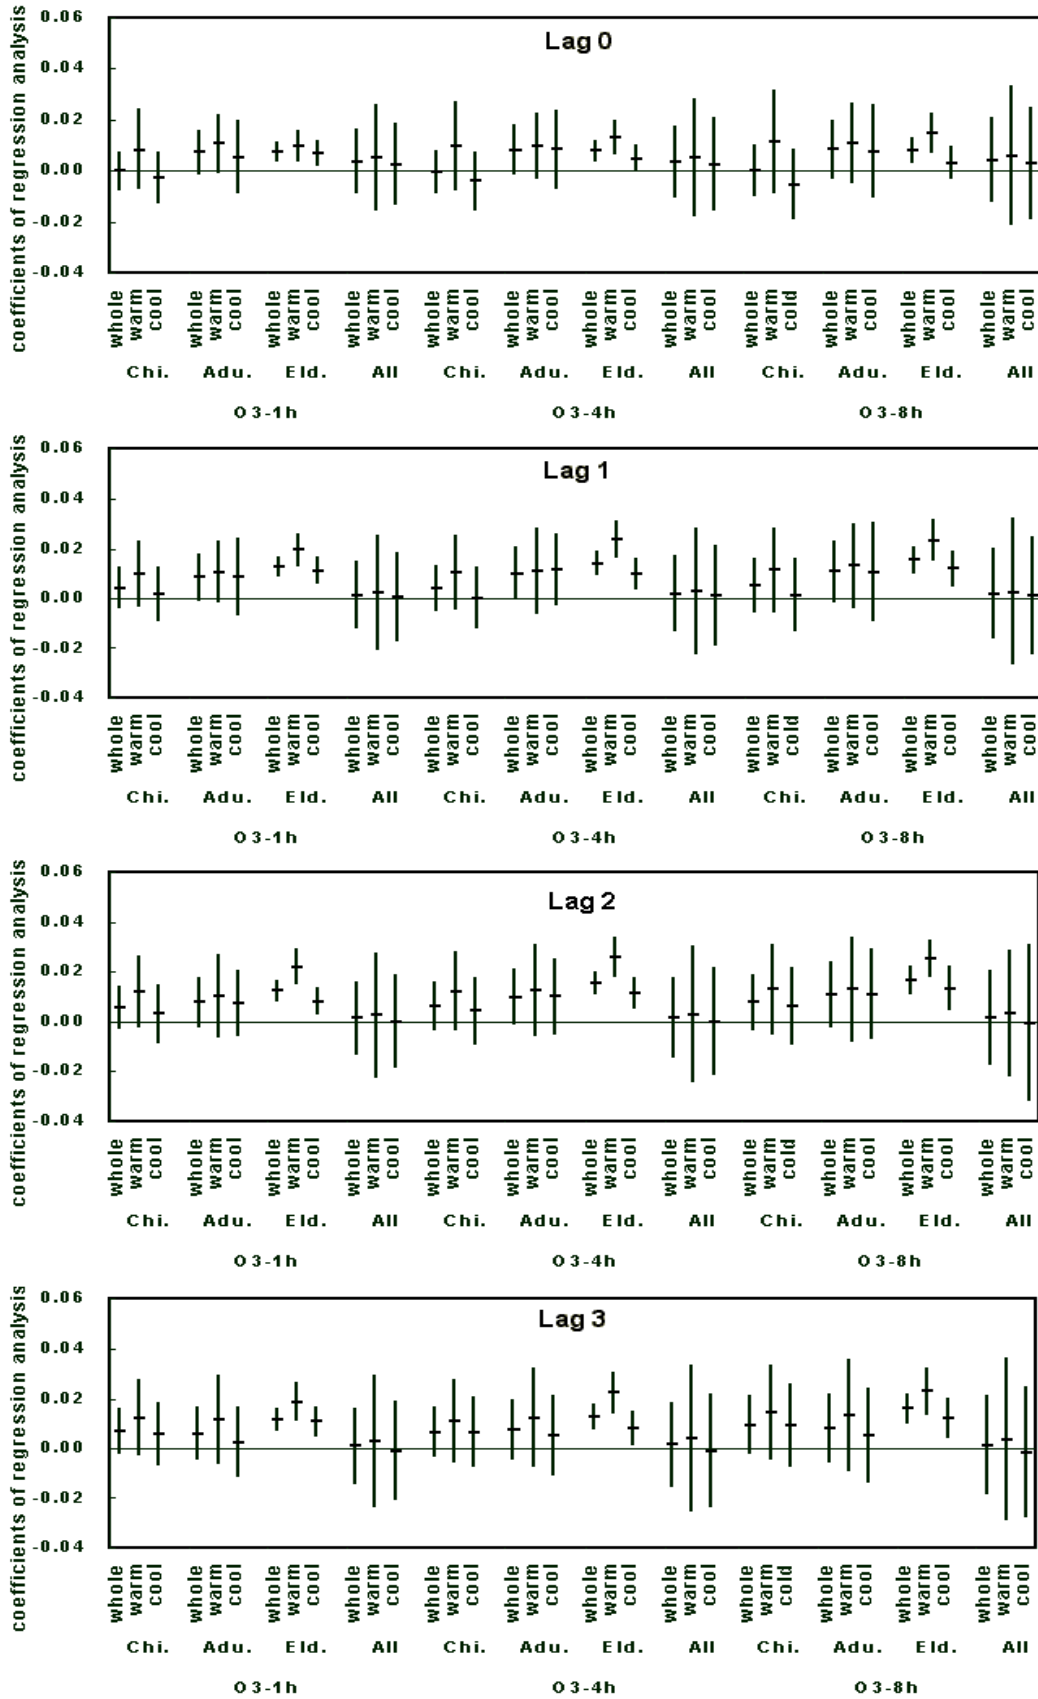 coefficients of regression analysis
Lag 0
0.06
0.04
0.02
0.00
-0.02
-0.04
whole warm cool whole warm cool whole warm cool whole warm cool whole warm cool whole warm cool whole warm cool whole warm cool whole warm cold whole warm cool whole warm cool whole warm cool
Chi. Adu. Eld. All Chi. Adu. Eld. All Chi. Adu. Eld. All
O3-1h O3-4h O3-8h
coefficients of regression analysis
Lag 1
0.06
0.04
0.02
0.00
-0.02
-0.04
whole warm cool whole warm cool whole warm cool whole warm cool whole warm cool whole warm cool whole warm cool whole warm cool whole warm cold whole warm cool whole warm cool whole warm cool
Chi. Adu. Eld. All Chi. Adu. Eld. All Chi. Adu. Eld. All
O3-1h O3-4h O3-8h
coefficients of regression analysis
Lag 2
0.06
0.04
0.02
0.00
-0.02
-0.04
whole warm cool whole warm cool whole warm cool whole warm cool whole warm cool whole warm cool whole warm cool whole warm cool whole warm cold whole warm cool whole warm cool whole warm cool
Chi. Adu. Eld. All Chi. Adu. Eld. All Chi. Adu. Eld. All
O3-1h O3-4h O3-8h
coefficients of regression analysis
Lag 3
0.06
0.04
0.02
0.00
-0.02
-0.04
whole warm cool whole warm cool whole warm cool whole warm cool whole warm cool whole warm cool whole warm cool whole warm cool whole warm cold whole warm cool whole warm cool whole warm cool
Chi. Adu. Eld. All Chi. Adu. Eld. All Chi. Adu. Eld. All
O3-1h O3-4h O3-8h